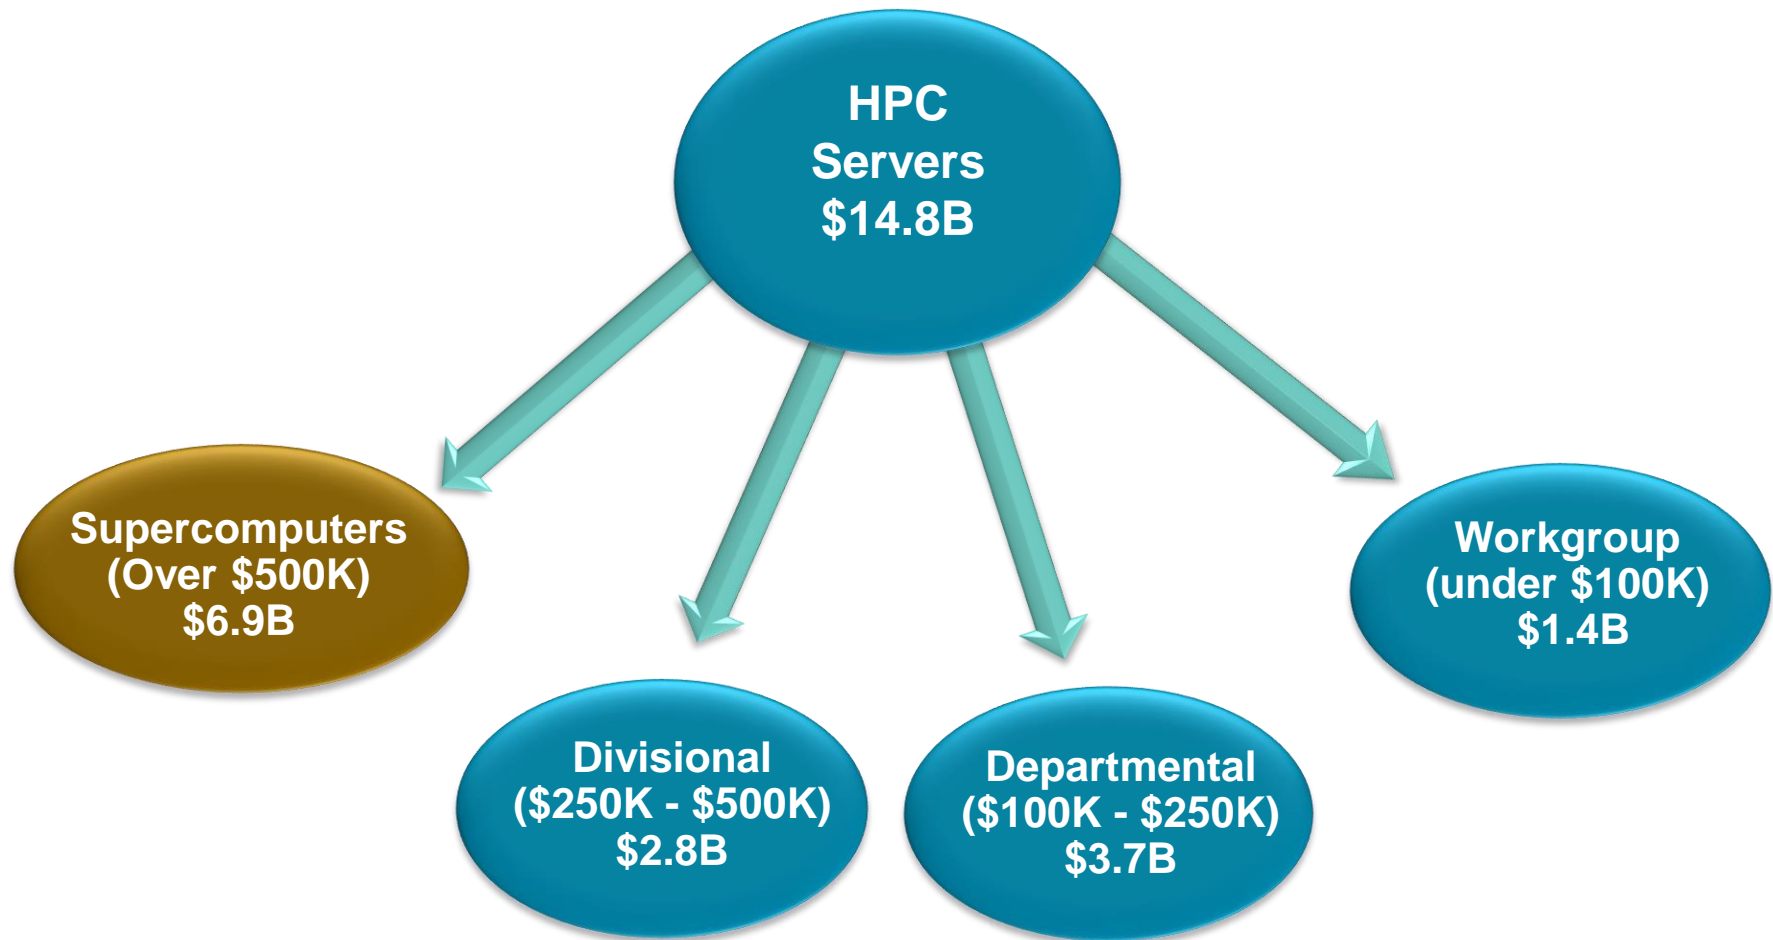 HPC
Servers
$14.8B
Supercomputers
(Over $500K)
$6.9B
Divisional
($250K - $500K)
$2.8B
Departmental
($100K - $250K)
$3.7B
Workgroup
(under $100K)
$1.4B